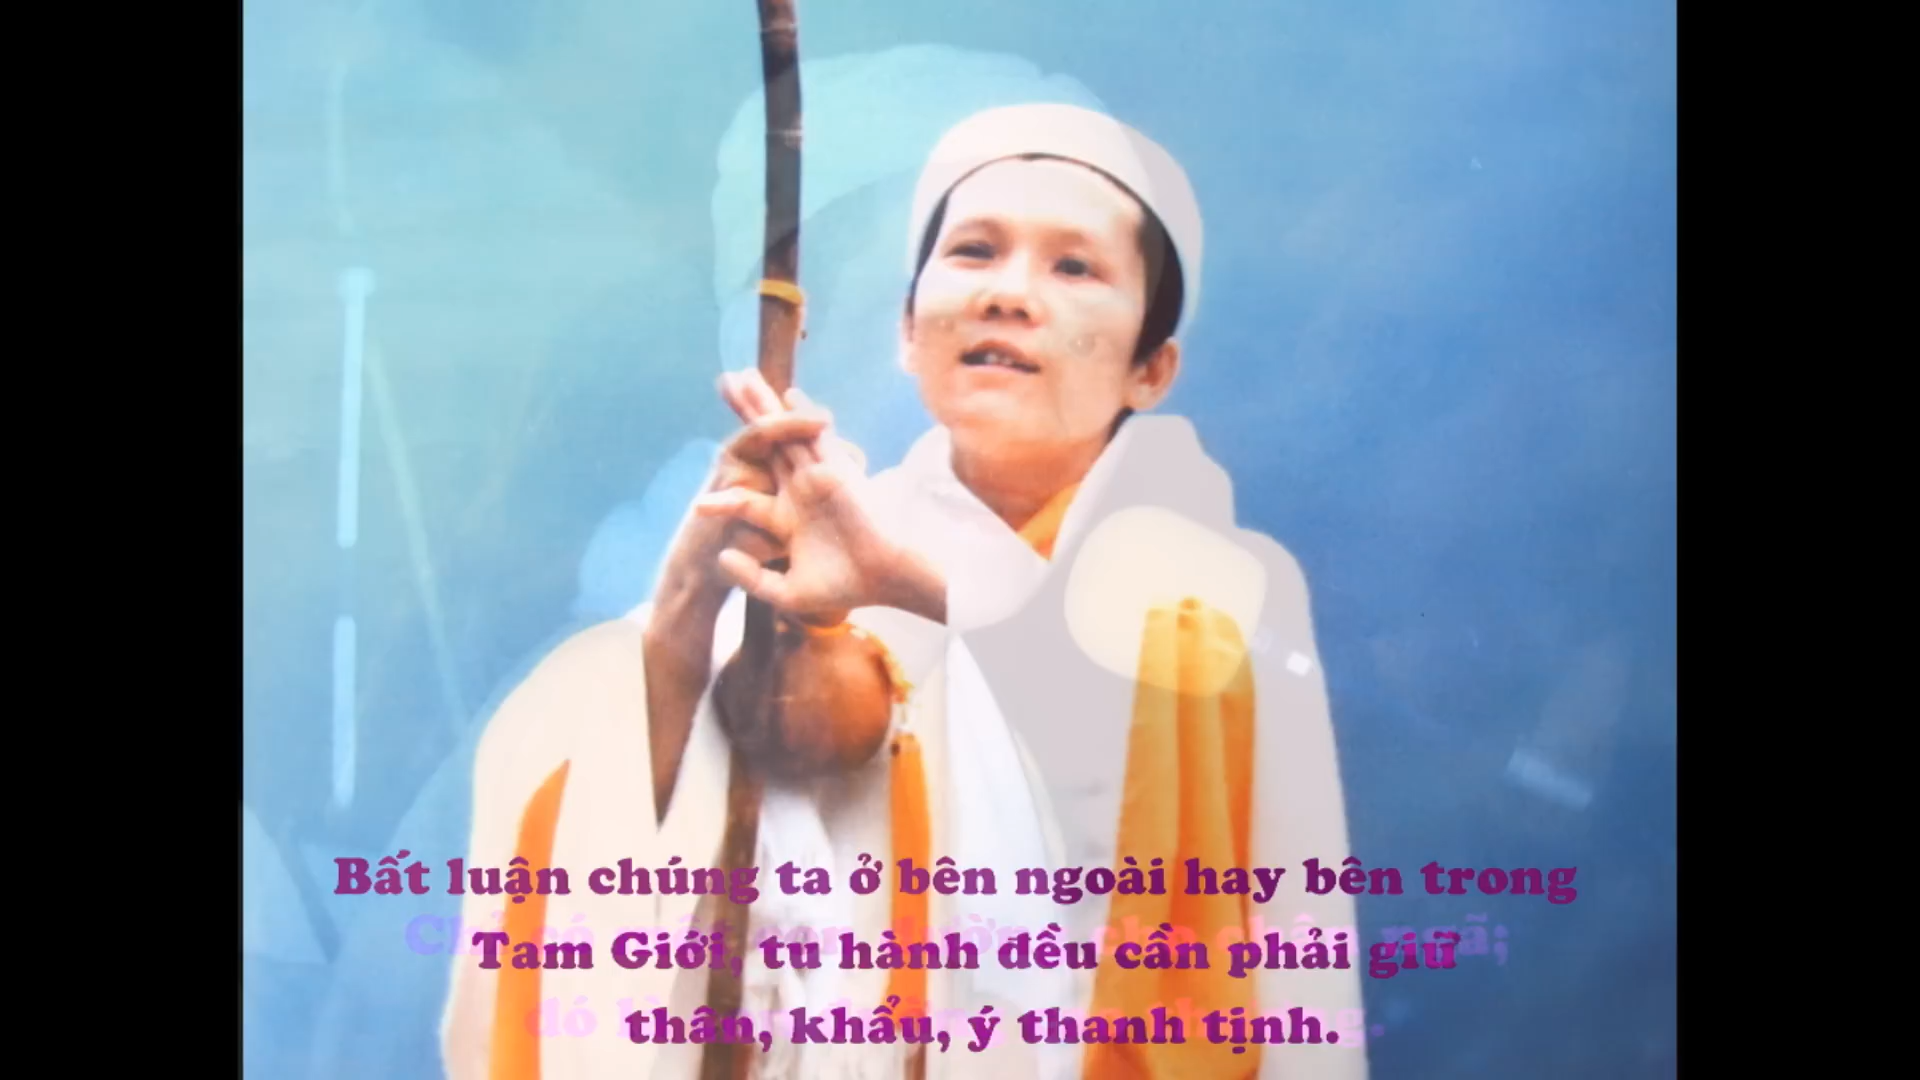 Bất luận chúng ta ở bên ngoài hay bên trong
Tam Giới, tu hành đều cần phải giữ
thân, khẩu, ý thanh tịnh.